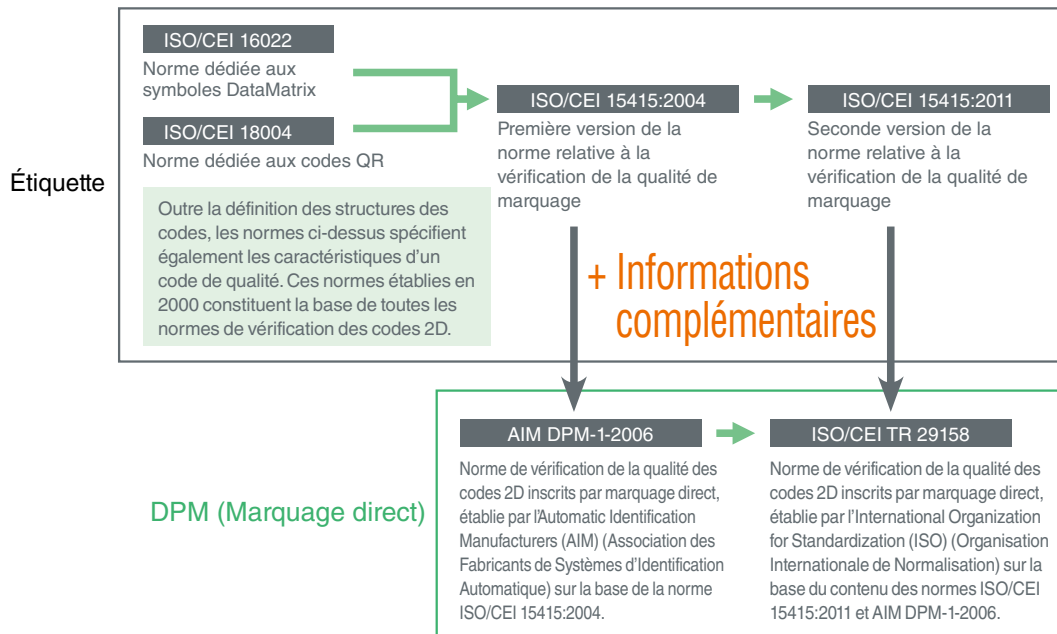 ISO/CEI 16022
Norme dédiée aux
symboles DataMatrix
ISO/CEI 18004
Norme dédiée aux codes QR
Étiquette
Outre la définition des structures des
codes, les normes ci-dessus spécifient
également les caractéristiques d'un
code de qualité. Ces normes établies en
2000 constituent la base de toutes les
normes de vérification des codes 2D.
ISO/CEI 15415:2004
Première version de la
norme relative à la
vérification de la qualité de
marquage
ISO/CEI 15415:2011
Seconde version de la
norme relative à la
vérification de la qualité de
marquage
+ Informations
complémentaires
DPM (Marquage direct)
AIM DPM-1-2006
Norme de vérification de la qualité des
codes 2D inscrits par marquage direct,
établie par l'Automatic Identification
Manufacturers (AIM) (Association des
Fabricants de Systèmes d'Identification
Automatique) sur la base de la norme
ISO/CEI 15415:2004.
ISO/CEI TR 29158
Norme de vérification de la qualité des
codes 2D inscrits par marquage direct,
établie par l'International Organization
for Standardization (ISO) (Organisation
Internationale de Normalisation) sur la
base du contenu des normes ISO/CEI
15415:2011 et AIM DPM-1-2006.